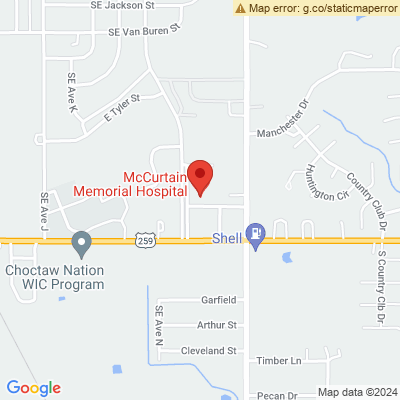 SE Jackson St
Map error: g.co/staticmaperror
SE Van Buren St
SE Ave K
E Tyler St
Manchester Dr
McCurtain
Memorial Hospital
Huntington Cir
Country Club Dr
SE Ave J
259
Shell
Choctaw Nation
WIC Program
S Country Clb Dr.
Garfield
SE Ave N
Arthur St
Cleveland St
Timber Ln
Google
Map data ©2024
Pecan Dr